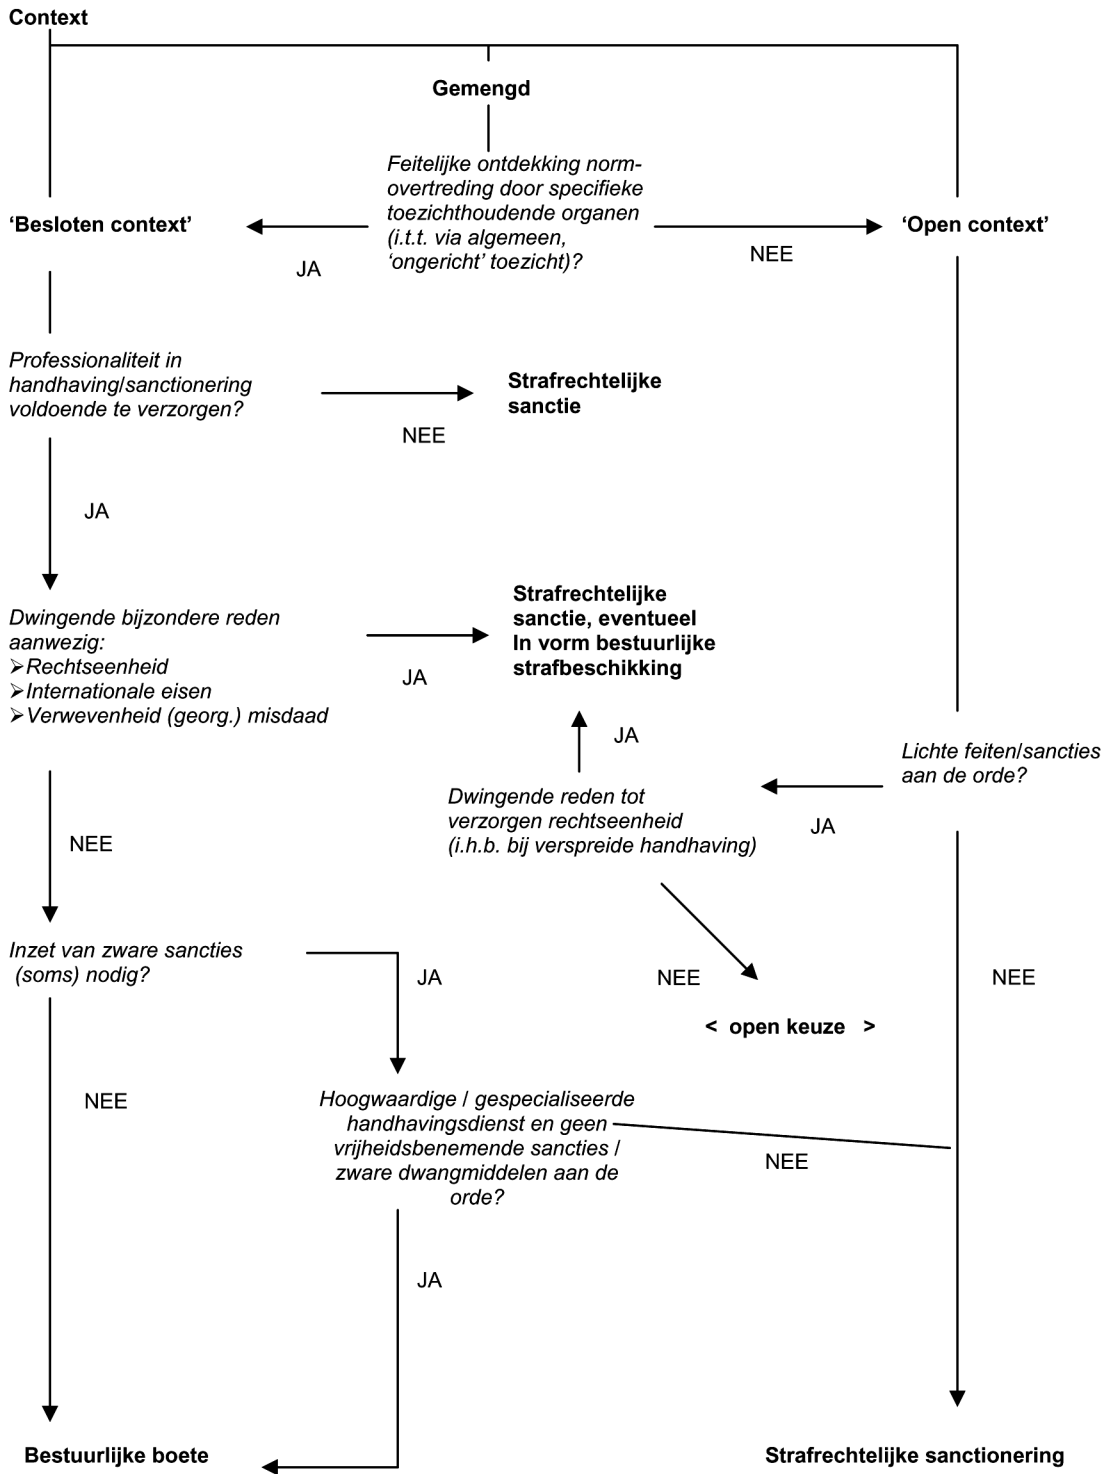 Context
Gemengd
Feitelijke ontdekking norm-
overtreding door specifieke
toezichthoudende organen
(i.t.t. via algemeen,
‘ongericht’ toezicht)?
‘Besloten context’
JA
NEE
‘Open context’
Professionaliteit in
handhaving/sanctionering
voldoende te verzorgen?
NEE
Strafrechtelijke
sanctie
JA
Dwingende bijzondere reden
aanwezig:
➢Rechtseenheid
➢Internationale eisen
➢Verwevenheid (georg.) misdaad
JA
Strafrechtelijke
sanctie, eventueel
In vorm bestuurlijke
strafbeschikking
JA
Lichte feiten/sancties
aan de orde?
JA
Dwingende reden tot
verzorgen rechtseenheid
(i.h.b. bij verspreide handhaving)
NEE
Inzet van zware sancties
(soms) nodig?
JA
NEE
NEE
< open keuze >
NEE
Hoogwaardige / gespecialiseerde
handhavingsdienst en geen
vrijheidsbenemende sancties /
zware dwangmiddelen aan de
orde?
NEE
JA
Bestuurlijke boete
Strafrechtelijke sanctionering